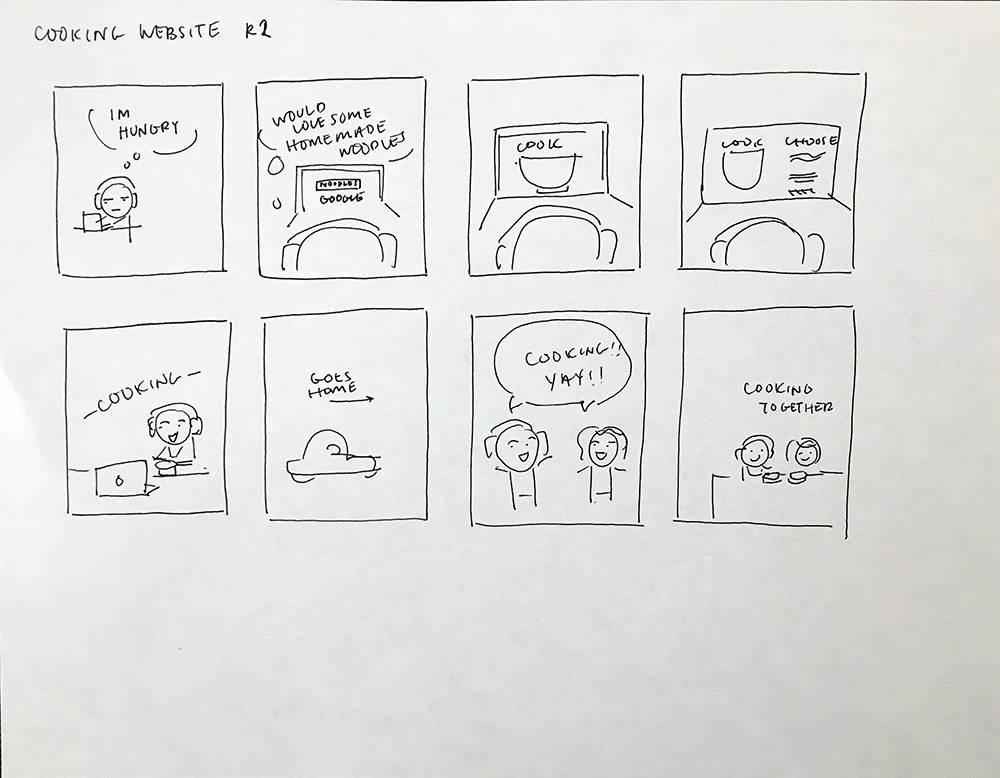 COOKING WEBSITE R2
IM
HUNGRY
WOULD
LOVE SOME
HOMEMADE
NOODLES
NOODLES
GOOGLE
COOK
COOK CHOOSE
-COOKING-
GOES
HOME
COOKING!!
YAY!!
COOKING
TOGETHER